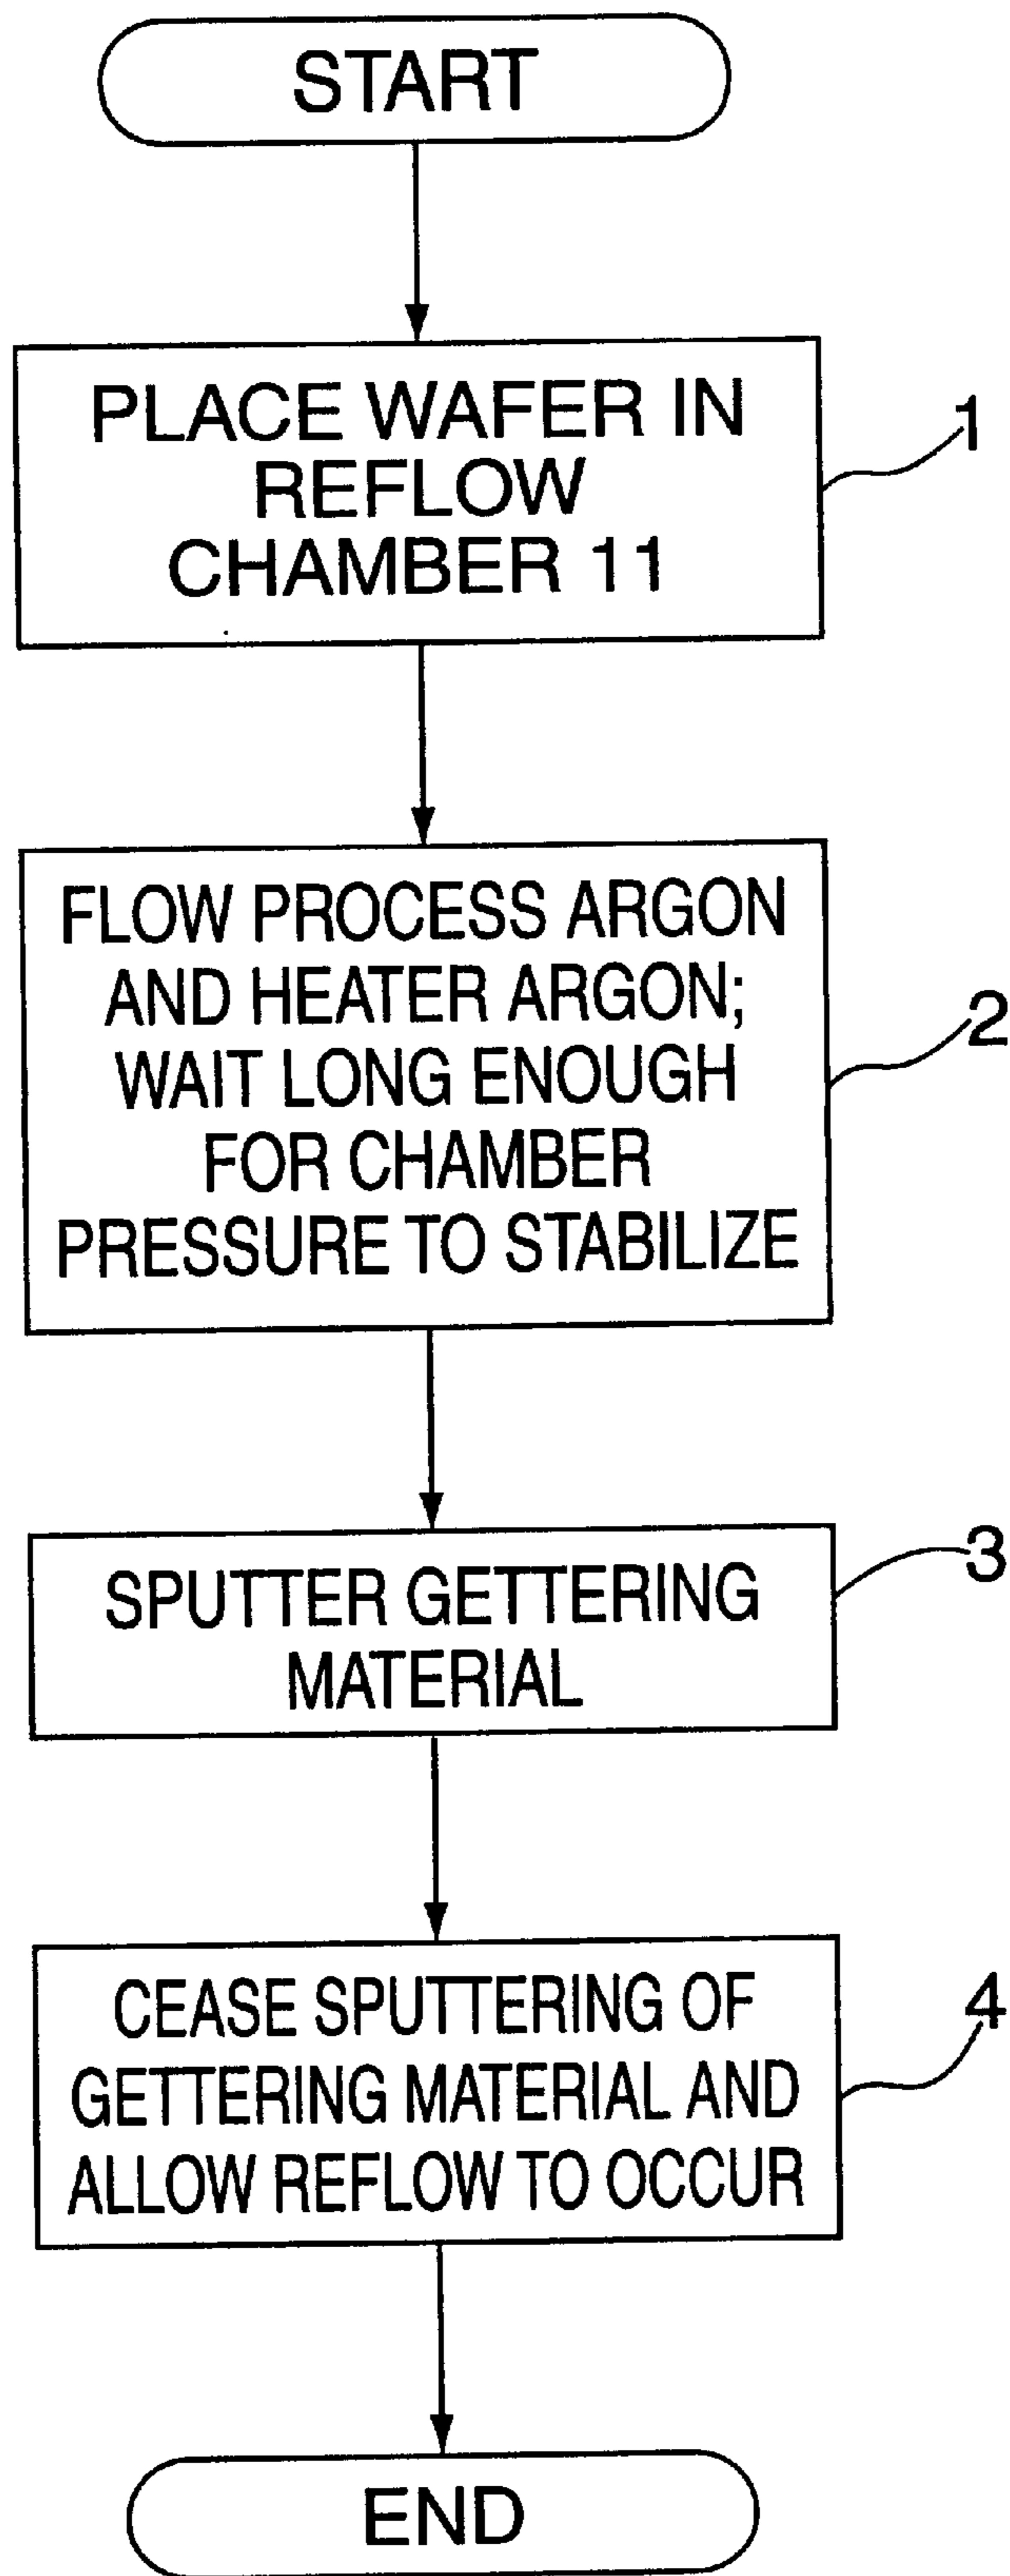 START
PLACE WAFER IN
REFLOW
CHAMBER 11
1
FLOW PROCESS ARGON
AND HEATER ARGON;
WAIT LONG ENOUGH
FOR CHAMBER
PRESSURE TO STABILIZE
2
SPUTTER GETTERING
MATERIAL
3
CEASE SPUTTERING OF
GETTERING MATERIAL AND
ALLOW REFLOW TO OCCUR
4
END